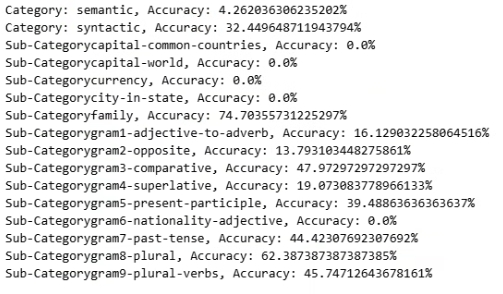 Category: semantic, Accuracy: 4.262036306235202%
Category: syntactic, Accuracy: 32.449648711943794%
Sub-Categorycapital-common-countries, Accuracy: 0.0%
Sub-Categorycapital-world, Accuracy: 0.0%
Sub-Categorycurrency, Accuracy: 0.0%
Sub-Categorycity-in-state, Accuracy: 0.0%
Sub-Categoryfamily, Accuracy: 74.70355731225297%
Sub-Categorygram1-adjective-to-adverb, Accuracy: 16.129032258064516%
Sub-Categorygram2-opposite, Accuracy: 13.793103448275861%
Sub-Categorygram3-comparative, Accuracy: 47.97297297297297%
Sub-Categorygram4-superlative, Accuracy: 19.073083778966133%
Sub-Categorygram5-present-participle, Accuracy: 39.48863636363637%
Sub-Categorygram6-nationality-adjective, Accuracy: 0.0%
Sub-Categorygram7-past-tense, Accuracy: 44.42307692307692%
Sub-Categorygram8-plural, Accuracy: 62.387387387387385%
Sub-Categorygram9-plural-verbs, Accuracy: 45.74712643678161%